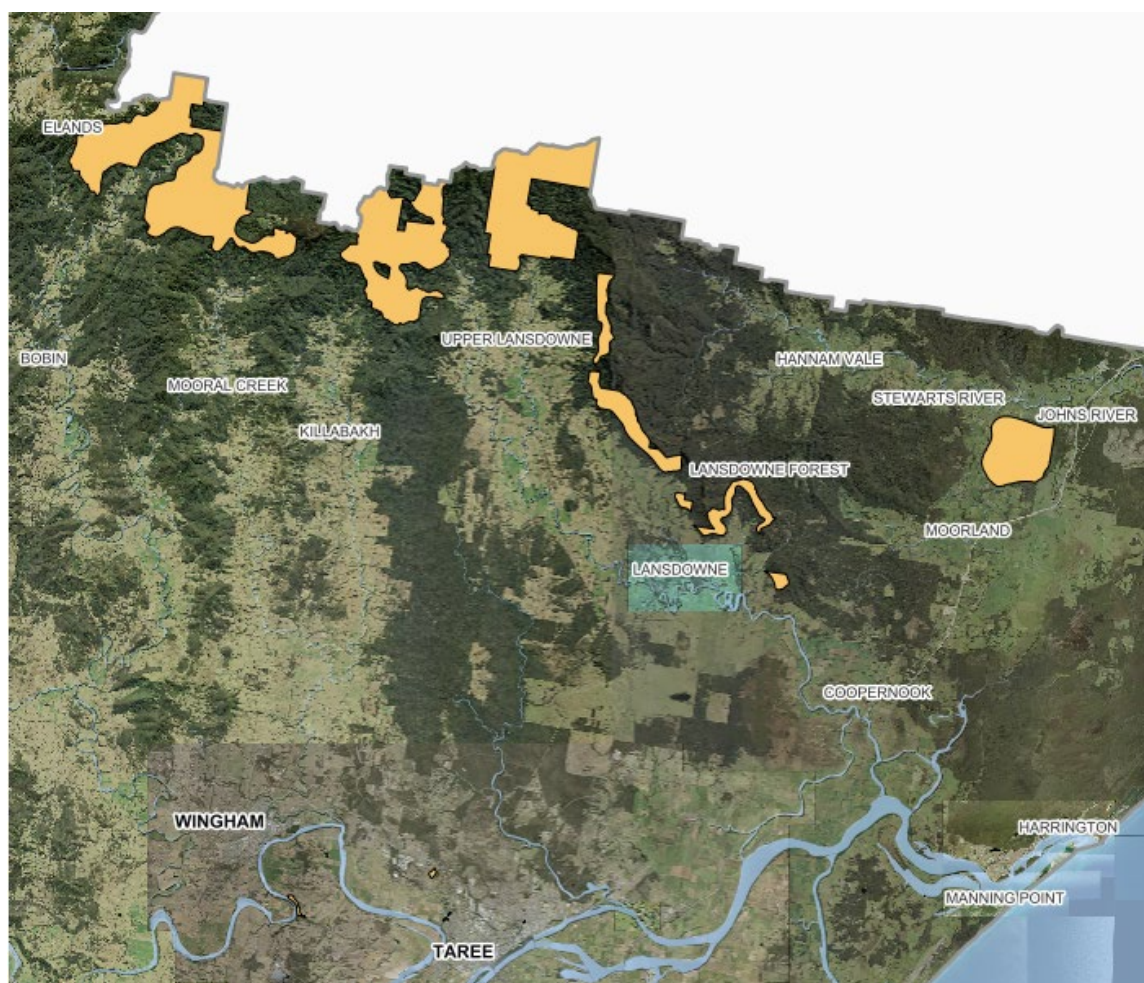 ELANDS
UPPER LANSDOWNE
BOBIN
HANNAM VALE
MOORAL CREEK
STEWARTS RIVER
JOHNS RIVER
KILLABAKH
LANSDOWNE FOREST
MOORLAND
LANSDOWNE
COOPERNOOK
WINGHAM
HARRINGTON
MANNING POINT
TAREE